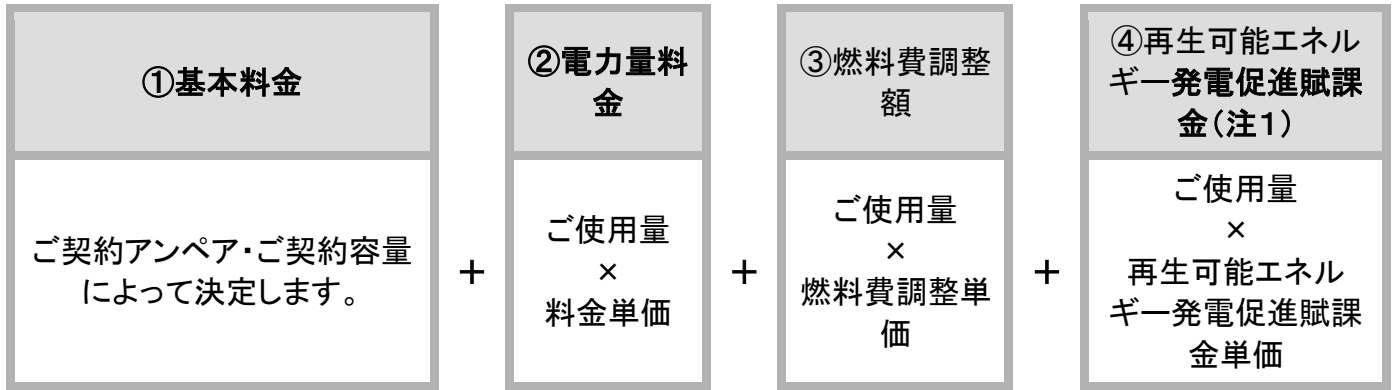 ①基本料金
ご契約アンペア・ご契約容量
によって決定します。
+
②電力量料
金
ご使用量
×
料金単価
+
③燃料費調整
額
ご使用量
×
燃料費調整単
価
+
④再生可能エネル
ギー発電促進賦課
金(注1)
ご使用量
×
再生可能エネル
ギー発電促進賦課
金単価